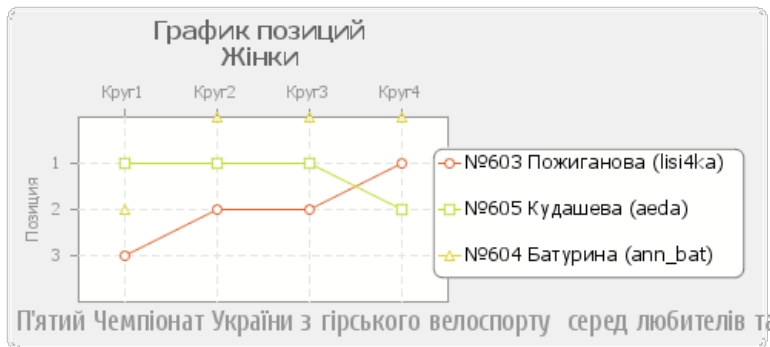 График позиций
Жінки
Круг1 Круг2 Круг3 Круг4
Позиция
1
2
3
№603 Пожиганова (lisi4ka)
№605 Кудашева (aeda)
№604 Батурина (ann_bat)
П'ятий Чемпіонат України з гірського велоспорту серед любителів та